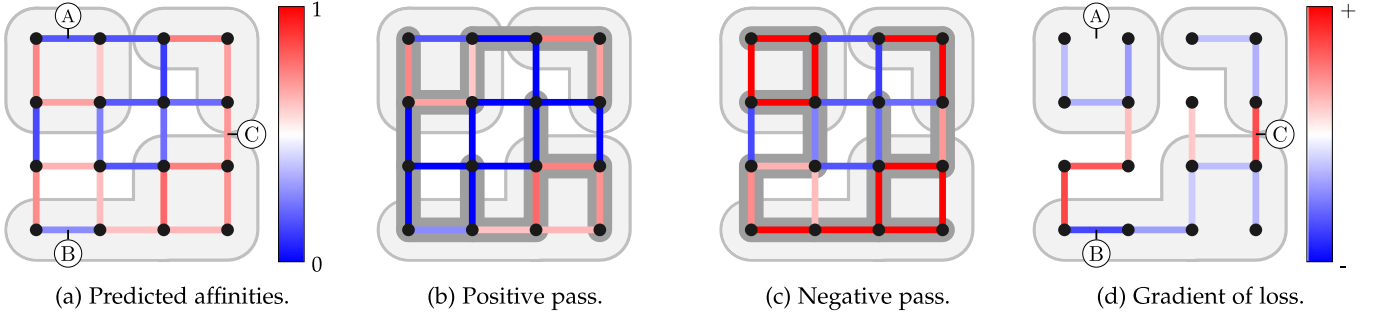 A
1
A
+
C
C
B
0
B
-
(a) Predicted affinities.
(b) Positive pass.
(c) Negative pass.
(d) Gradient of loss.